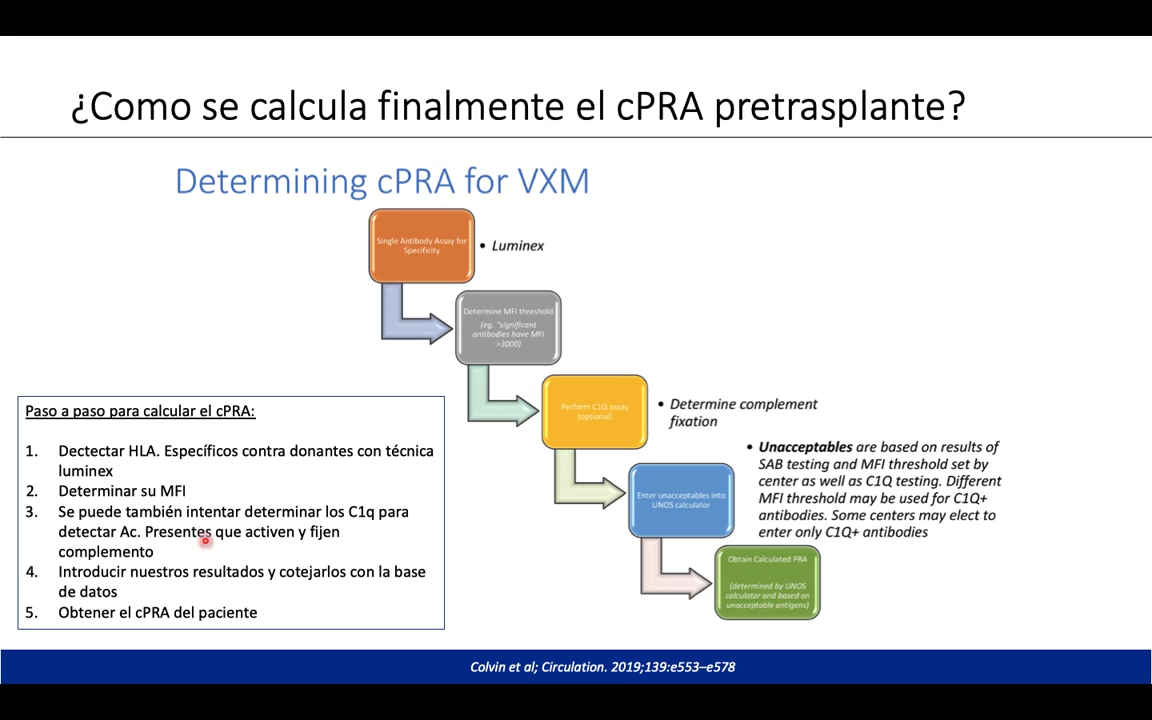 ¿Como se calcula finalmente el cPRA pretrasplante?
Determining cPRA for VXM
Single Antibody Assay for
Specificity
• Luminex
Determine MFI threshold
(eg. "significant
antibodies have MFI
>3000)
Perform C1Q assay
(optional)
• Determine complement
fixation
Enter unacceptables into
UNOS calculator
• Unacceptables are based on results of
SAB testing and MFI threshold set by
center as well as C1Q testing. Different
MFI threshold may be used for C1Q+
antibodies. Some centers may elect to
enter only C1Q+ antibodies
Obtain Calculated PRA
(determined by UNOS
calculator and based on
unacceptable antigens)
Paso a paso para calcular el cPRA:
1. Dectectar HLA. Específicos contra donantes con técnica
luminex
2. Determinar su MFI
3. Se puede también intentar determinar los C1q para
detectar Ac. Presentes que activen y fijen
complemento
4. Introducir nuestros resultados y cotejarlos con la base
de datos
5. Obtener el cPRA del paciente
Colvin et al; Circulation. 2019;139:e553–e578